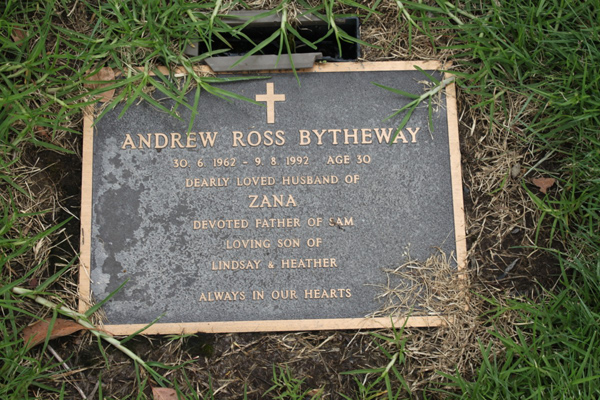 ANDREW ROSS BYTHEWAY
30. 6. 1962 - 9. 8. 1992 AGE 30
DEARLY LOVED HUSBAND OF
ZANA
DEVOTED FATHER OF SAM
LOVING SON OF
LINDSAY & HEATHER
ALWAYS IN OUR HEARTS